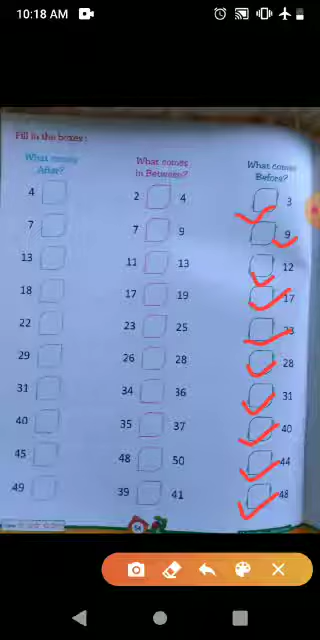 10:18 AM
Fill in the boxes :
What comes After?
What comes in Between?
What comes Before?
4 2 4 3
7 7 9 9
13 11 13 12
18 17 19 17
22 23 25 23
29 26 28 28
31 34 36 31
40 35 37 40
45 48 50 44
49 39 41 48
54